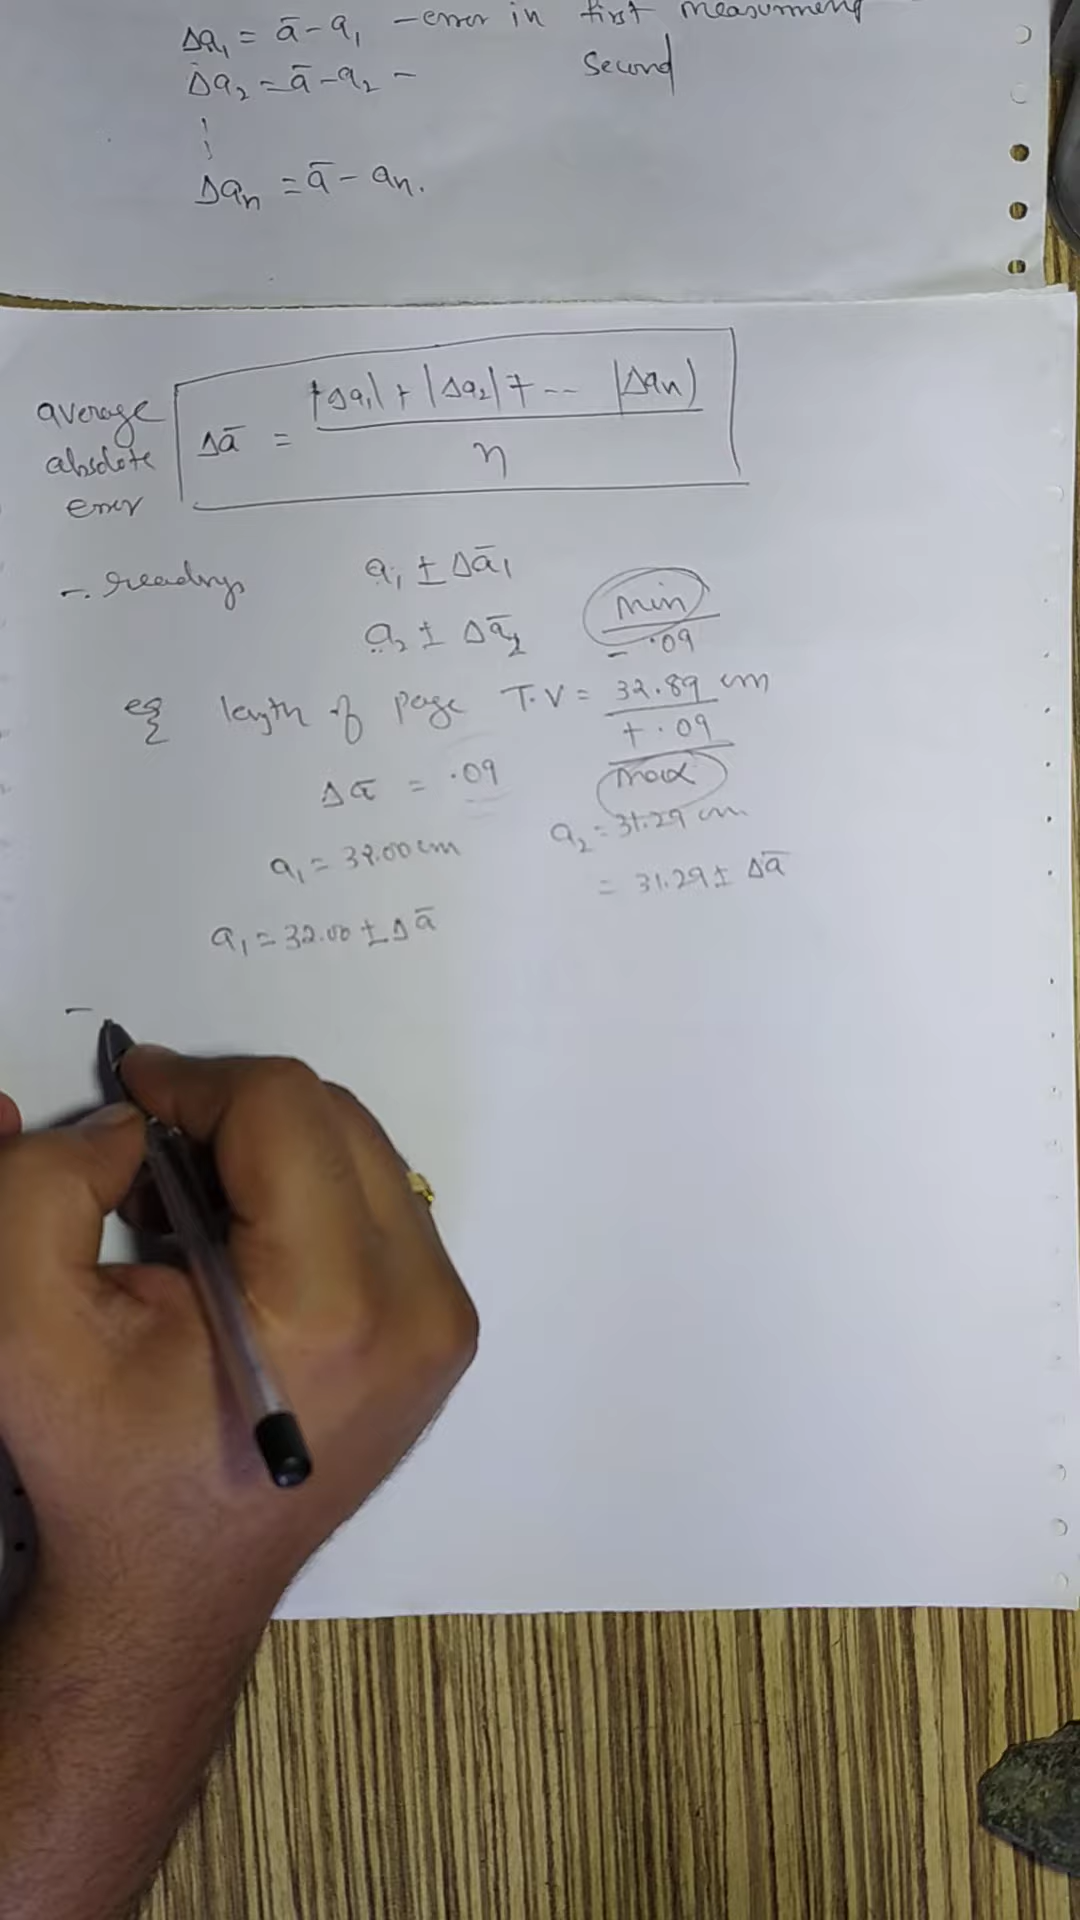 Δa₁ = ā - a₁ - error in first measurment
Δa₂ = ā - a₂ - second
Δaₙ = ā - aₙ.
average absolute error
Δā = |Δa₁| + |Δa₂| + -- |Δaₙ| / n
-. readings a₁ ± Δā₁
a₂ ± Δā₂
min
- .09
eg length of page T.V = 32.89 cm
+ .09
max
Δā = .09
a₁ = 32.00 cm
a₂ = 31.29 cm
= 31.29 ± Δā
a₁ = 32.00 ± Δā
-